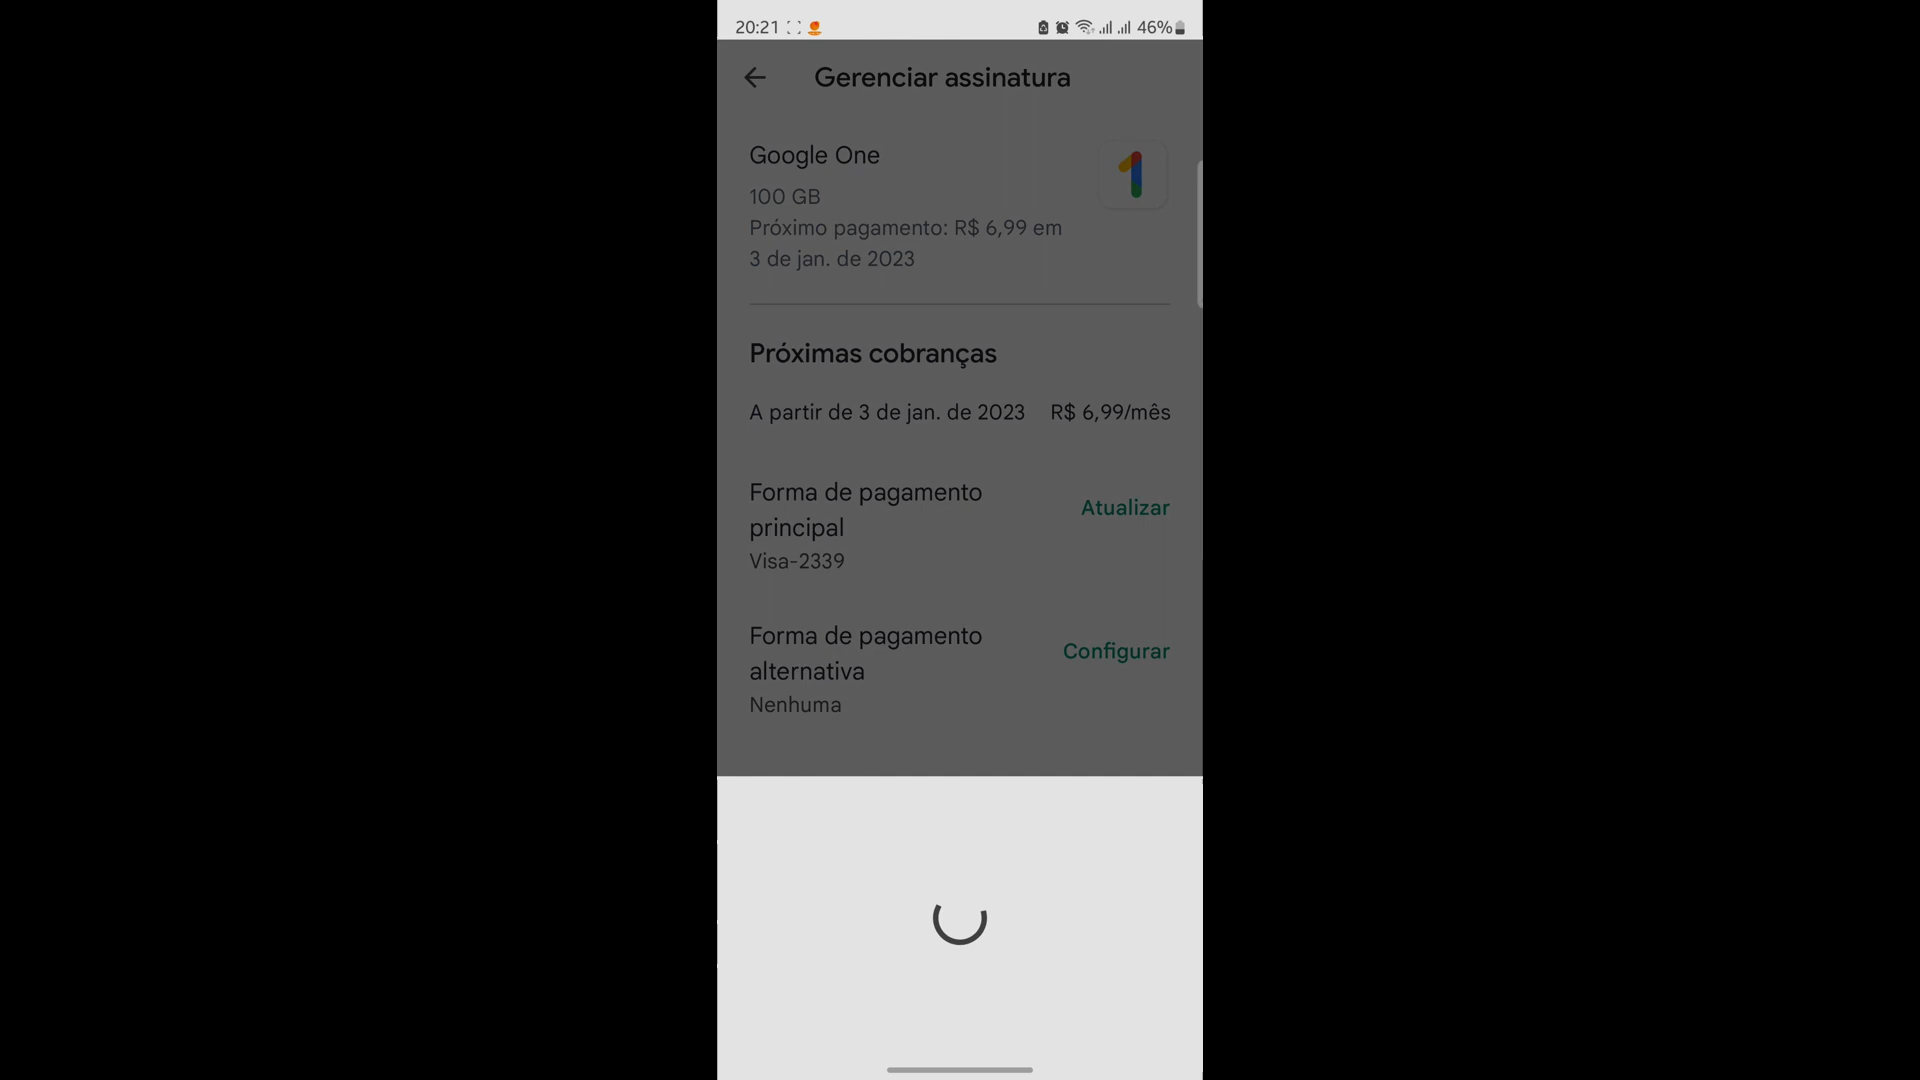 20:21 46%
Gerenciar assinatura
Google One
100 GB
Próximo pagamento: R$ 6,99 em
3 de jan. de 2023
Próximas cobranças
A partir de 3 de jan. de 2023 R$ 6,99/mês
Forma de pagamento
principal
Atualizar
Visa-2339
Forma de pagamento
alternativa
Configurar
Nenhuma